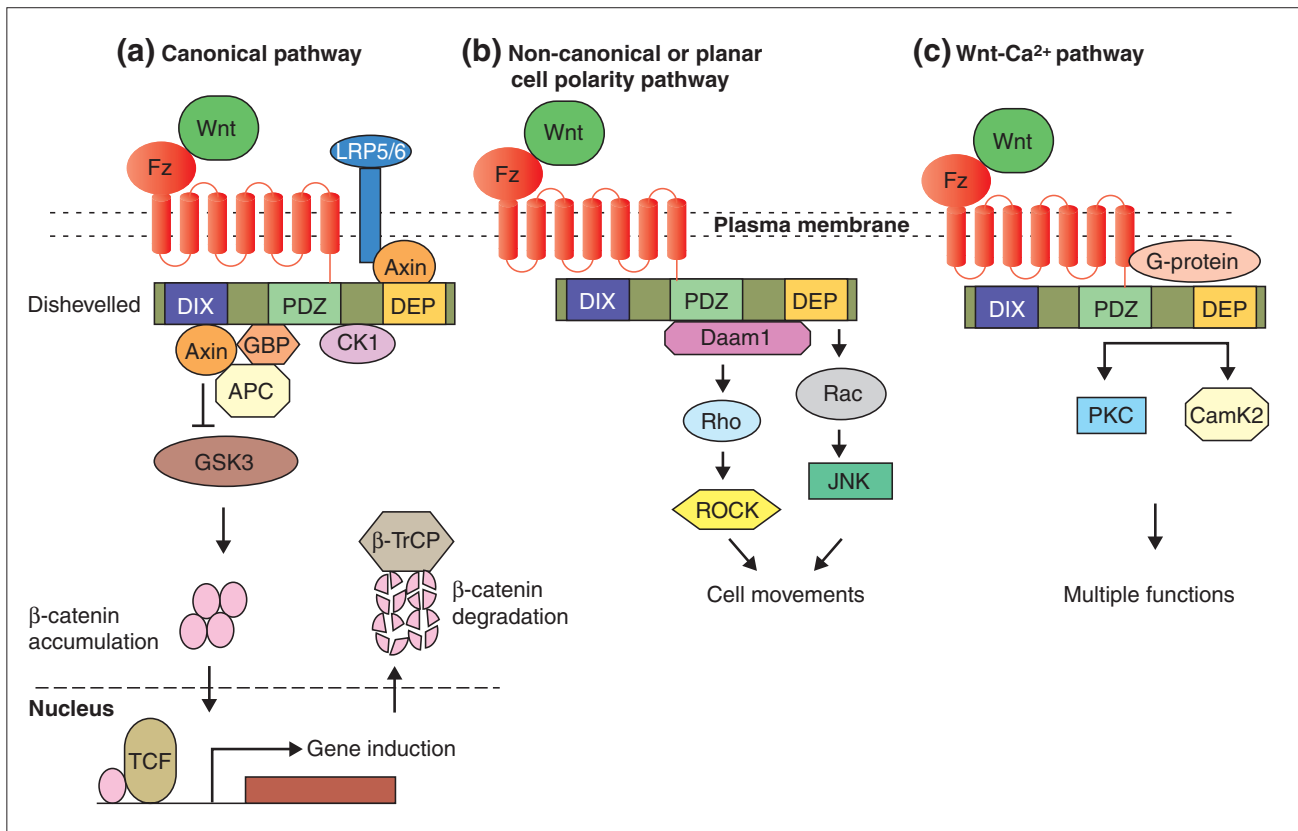 (a) Canonical pathway
Wnt
Fz
LRP5/6
Axin
Dishevelled
DIX
PDZ
DEP
Axin
GBP
CK1
APC
GSK3
β-TrCP
β-catenin
accumulation
β-catenin
degradation
Nucleus
TCF
Gene induction
(b) Non-canonical or planar
cell polarity pathway
Wnt
Fz
Plasma membrane
DIX
PDZ
DEP
Daam1
Rho
Rac
ROCK
JNK
Cell movements
(c) Wnt-Ca²⁺ pathway
Wnt
Fz
G-protein
DIX
PDZ
DEP
PKC
CamK2
Multiple functions